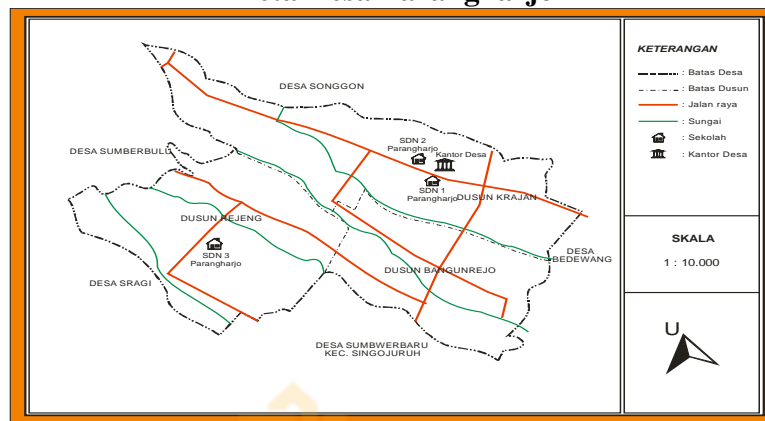 DESA SONGGON
SDN 2
Parangharjo
Kantor Desa
DESA SUMBERBULU
SDN 1
Parangharjo
DUSUN KRAJAN
DUSUN REJENG
SDN 3
Parangharjo
DESA
BEDEWANG
DUSUN BANGUNREJO
DESA SRAGI
DESA SUMBWERBARU
KEC. SINGOJURUH
KETERANGAN
: Batas Desa
: Batas Dusun
: Jalan raya
: Sungai
: Sekolah
: Kantor Desa
SKALA
1 : 10.000
U